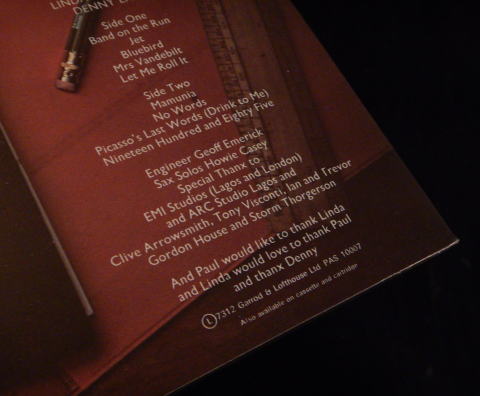 LINDA
DENNY
Side One
Band on the Run
Jet
Bluebird
Mrs Vandebilt
Let Me Roll It
Side Two
Mamunia
No Words
Picasso's Last Words (Drink to Me)
Nineteen Hundred and Eighty Five
Engineer Geoff Emerick
Sax Solos Howie Casey
Special Thanx to
EMI Studios (Lagos and London)
and ARC Studio Lagos and
Clive Arrowsmith, Tony Visconti, Ian and Trevor
Gordon House and Storm Thorgerson
And Paul would like to thank Linda
and Linda would love to thank Paul
and thanx Denny
L 7312 Garrod & Lofthouse Ltd PAS 10007
Also available on cassette and cartridge